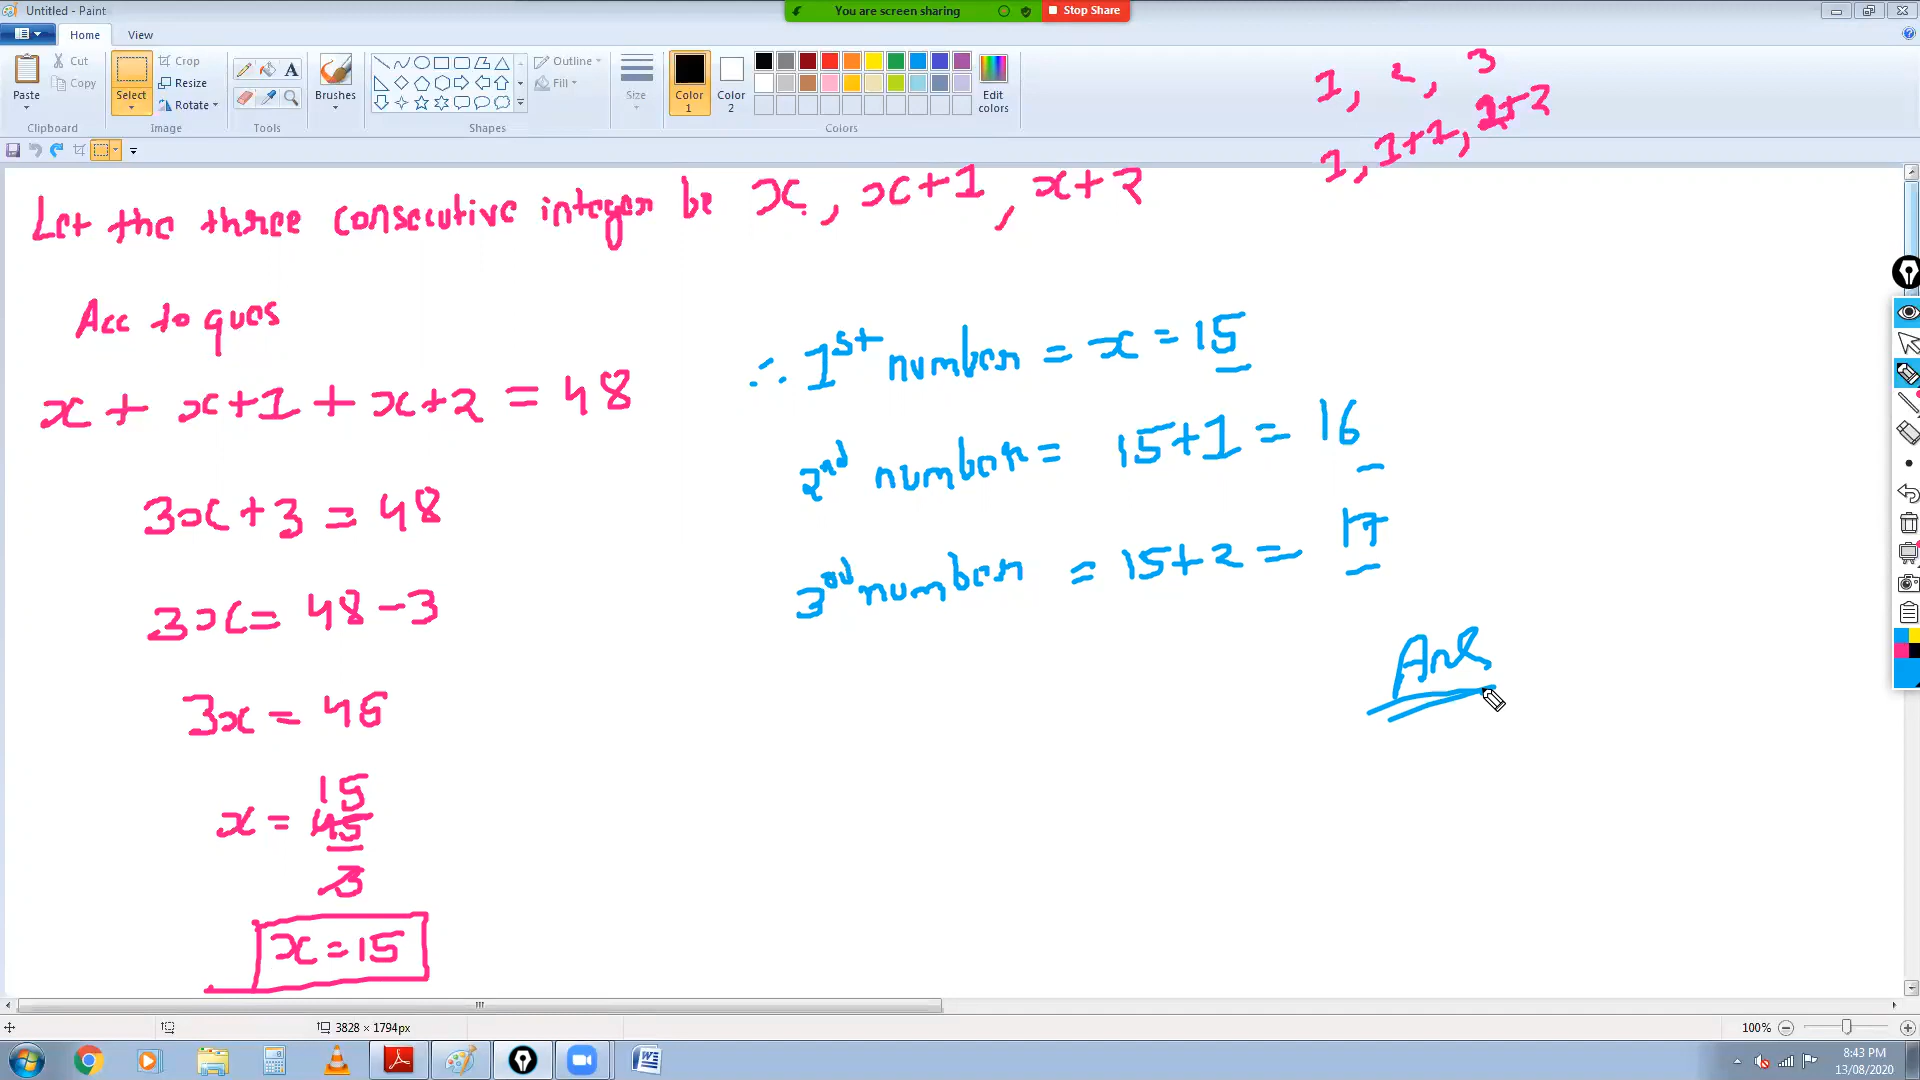 Untitled - Paint
You are screen sharing
Stop Share
Home
View
Paste
Cut
Copy
Clipboard
Select
Crop
Resize
Rotate
Image
A
Tools
Brushes
Shapes
Outline
Fill
Size
Color 1
Color 2
Edit colors
Colors
1, 2, 3
1, 1+1, 1+2
Let the three consecutive integer be x, x+1, x+2
Acc to ques
x + x+1 + x+2 = 48
3x+3 = 48
3x = 48-3
3x = 45
15
x = 45
3
x = 15
∴ 1st number = x = 15
2nd number = 15+1 = 16
3rd number = 15+2 = 17
Ans
3828 × 1794px
100%
8:43 PM
13/08/2020